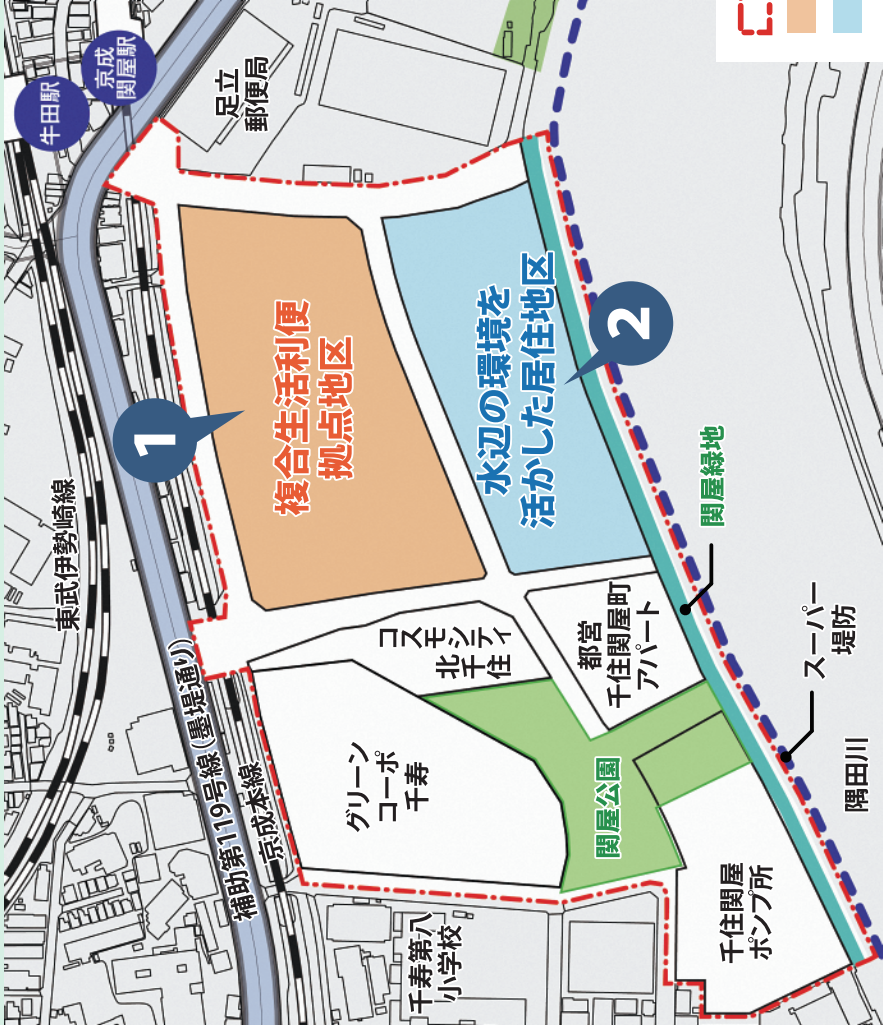 牛田駅
京成
関屋駅
足立
郵便局
東武伊勢崎線
補助第119号線(墨堤通り)
京成本線
1
複合生活利便
拠点地区
2
水辺の環境を
活かした居住地区
関屋緑地
スーパー
堤防
隅田川
コスモシティ
北千住
都営
千住関屋町
アパート
グリーン
コーポ
千寿
関屋公園
千寿第八
小学校
千住関屋
ポンプ所